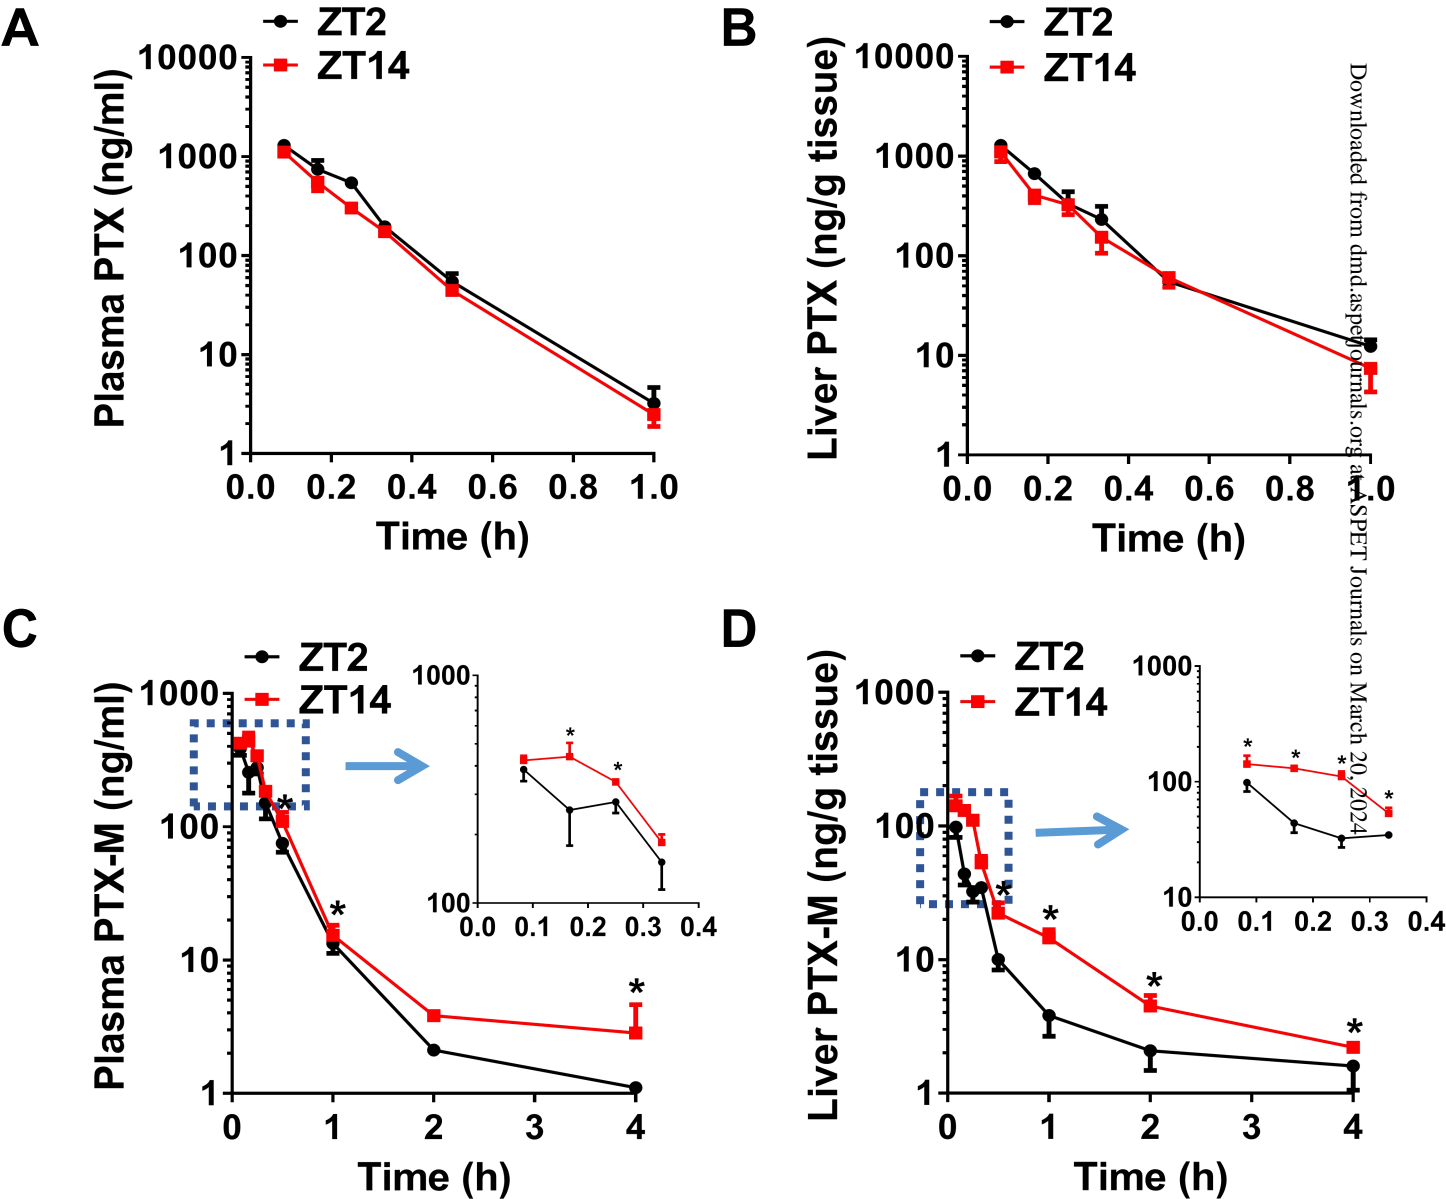 A
ZT2
ZT14
Plasma PTX (ng/ml)
10000
1000
100
10
1
0.0 0.2 0.4 0.6 0.8 1.0
Time (h)
B
ZT2
ZT14
Liver PTX (ng/g tissue)
10000
1000
100
10
1
0.0 0.2 0.4 0.6 0.8 1.0
Time (h)
C
ZT2
ZT14
Plasma PTX-M (ng/ml)
1000
100
10
1
0 1 2 3 4
Time (h)
*
*
*
1000
100
0.0 0.1 0.2 0.3 0.4
*
*
D
ZT2
ZT14
Liver PTX-M (ng/g tissue)
1000
100
10
1
0 1 2 3 4
Time (h)
*
*
*
*
1000
100
10
0.0 0.1 0.2 0.3 0.4
*
*
*
*
Downloaded from dmd.aspetjournals.org at ASPET Journals on March 20, 2024